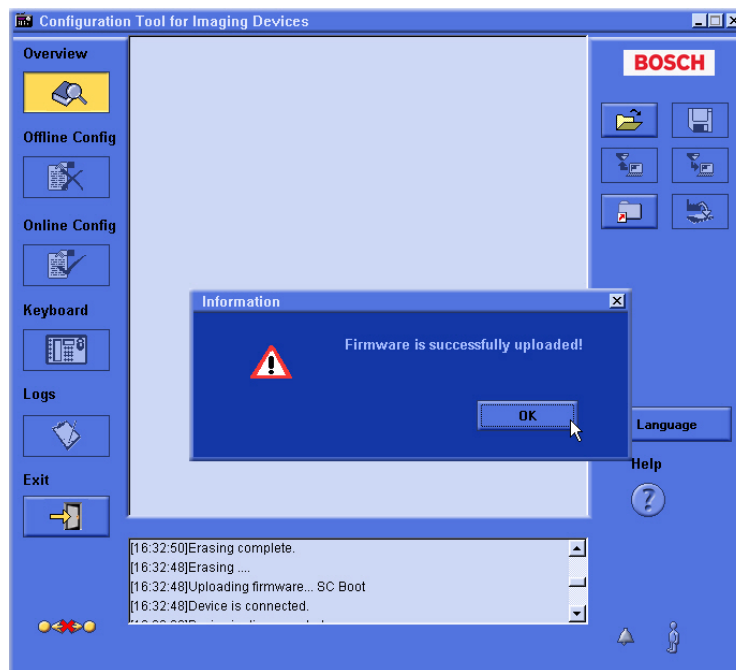 Configuration Tool for Imaging Devices
Overview
BOSCH
Offline Config
Online Config
Keyboard
Information
Firmware is successfully uploaded!
OK
Logs
Language
Help
?
Exit
[16:32:50]Erasing complete.
[16:32:48]Erasing ....
[16:32:48]Uploading firmware... SC Boot
[16:32:48]Device is connected.